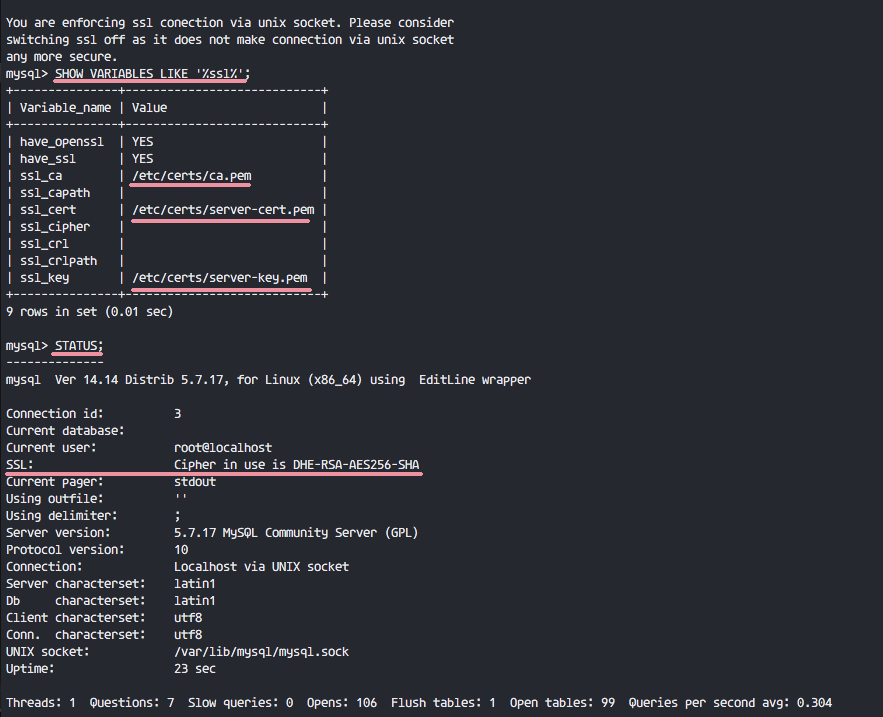 You are enforcing ssl conection via unix socket. Please consider
switching ssl off as it does not make connection via unix socket
any more secure.
mysql> SHOW VARIABLES LIKE '%ssl%';
+---------------+----------------------------+
| Variable_name | Value                      |
+---------------+----------------------------+
| have_openssl  | YES                        |
| have_ssl      | YES                        |
| ssl_ca        | /etc/certs/ca.pem          |
| ssl_capath    |                            |
| ssl_cert      | /etc/certs/server-cert.pem |
| ssl_cipher    |                            |
| ssl_crl       |                            |
| ssl_crlpath   |                            |
| ssl_key       | /etc/certs/server-key.pem  |
+---------------+----------------------------+
9 rows in set (0.01 sec)

mysql> STATUS;
--------------
mysql  Ver 14.14 Distrib 5.7.17, for Linux (x86_64) using  EditLine wrapper

Connection id:          3
Current database:
Current user:           root@localhost
SSL:                    Cipher in use is DHE-RSA-AES256-SHA
Current pager:          stdout
Using outfile:          ''
Using delimiter:        ;
Server version:         5.7.17 MySQL Community Server (GPL)
Protocol version:       10
Connection:             Localhost via UNIX socket
Server characterset:    latin1
Db     characterset:    latin1
Client characterset:    utf8
Conn.  characterset:    utf8
UNIX socket:            /var/lib/mysql/mysql.sock
Uptime:                 23 sec

Threads: 1  Questions: 7  Slow queries: 0  Opens: 106  Flush tables: 1  Open tables: 99  Queries per second avg: 0.304